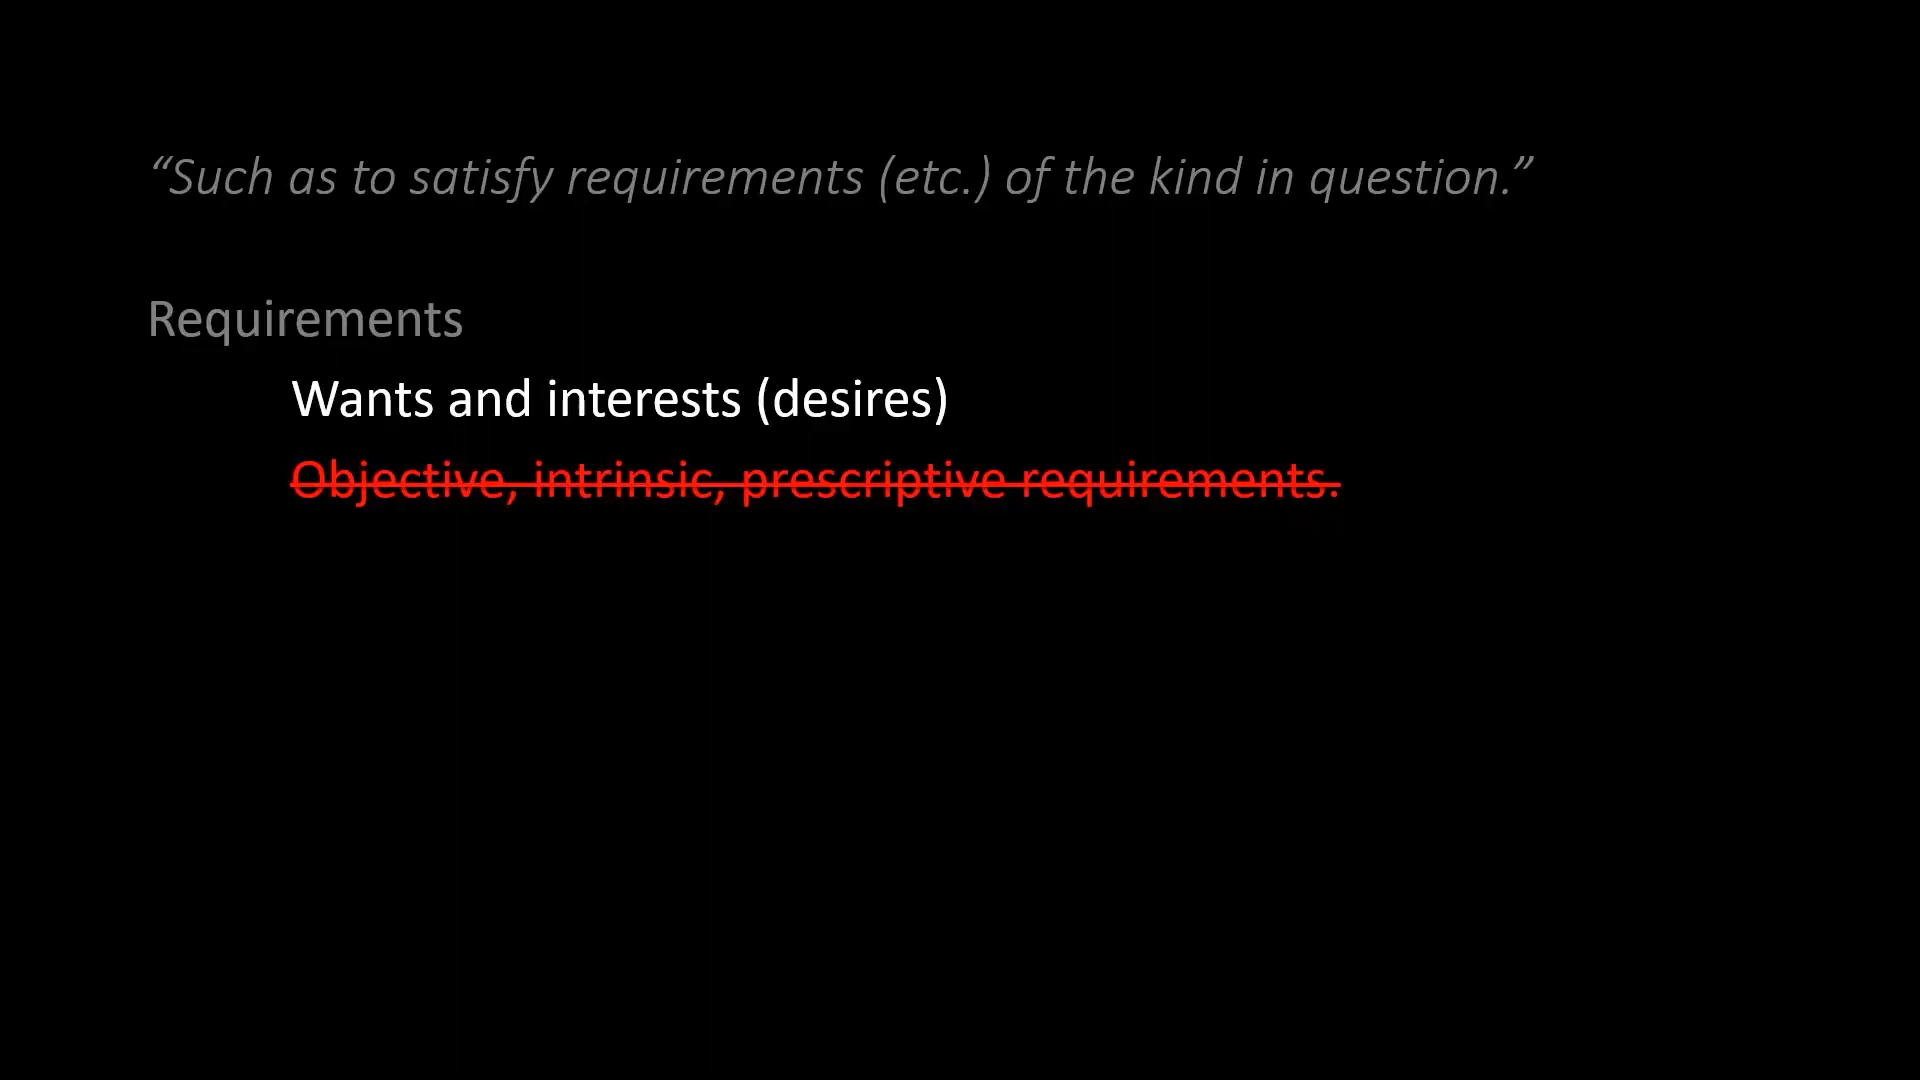 “Such as to satisfy requirements (etc.) of the kind in question.”
Requirements
Wants and interests (desires)
Objective, intrinsic, prescriptive requirements.